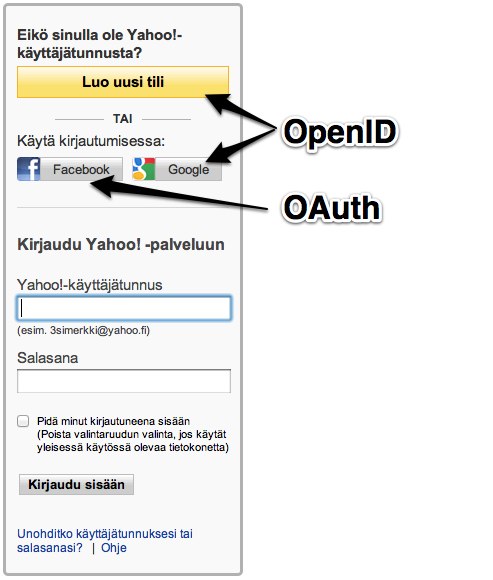 Eikö sinulla ole Yahoo!-
käyttäjätunnusta?
Luo uusi tili
TAI
Käytä kirjautumisessa:
Facebook
Google
OpenID
OAuth
Kirjaudu Yahoo! -palveluun
Yahoo!-käyttäjätunnus
(esim. 3simerkki@yahoo.fi)
Salasana
Pidä minut kirjautuneena sisään
(Poista valintaruudun valinta, jos käytät
yleisessä käytössä olevaa tietokonetta)
Kirjaudu sisään
Unohditko käyttäjätunnuksesi tai
salasanasi? | Ohje